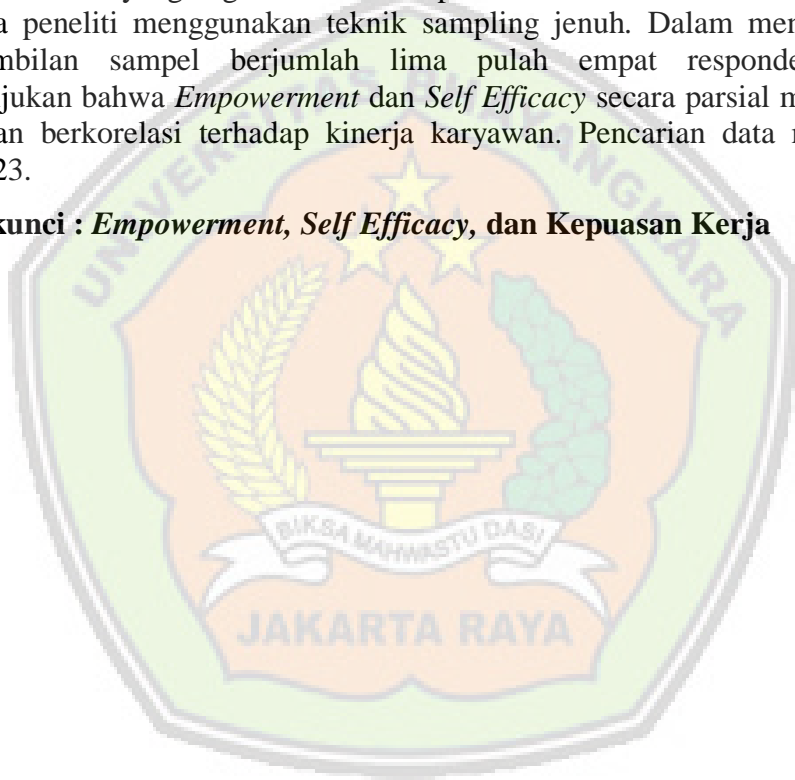 a peneliti menggunakan teknik sampling jenuh. Dalam men
mbilan sampel berjumlah lima pulah empat responde
jukan bahwa Empowerment dan Self Efficacy secara parsial m
an berkorelasi terhadap kinerja karyawan. Pencarian data
23.
kunci : Empowerment, Self Efficacy, dan Kepuasan Kerja
UNIVERSITAS BHAYANGKARA
BIKSA MAHWASTU DASI
JAKARTA RAYA